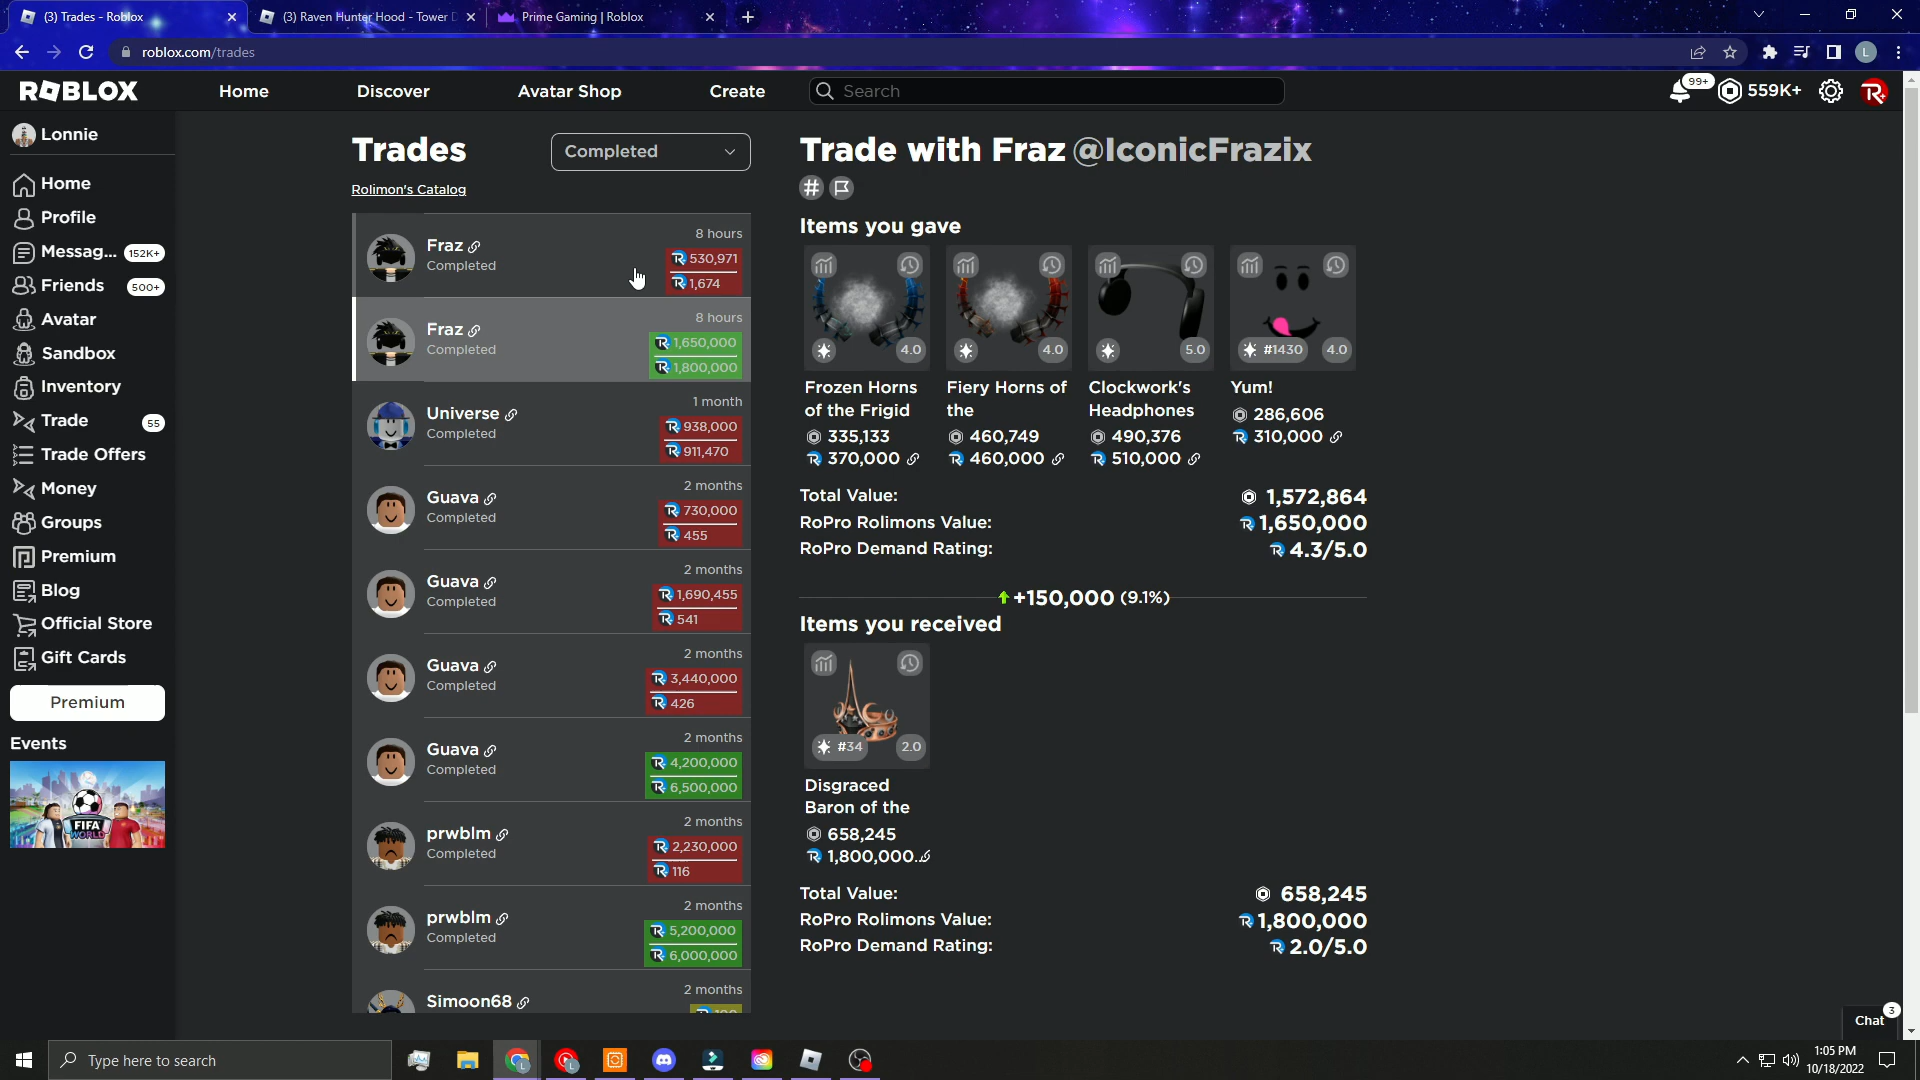 (3) Trades - Roblox
(3) Raven Hunter Hood - Tower D
Prime Gaming | Roblox
roblox.com/trades
L
ROBLOX
Home
Discover
Avatar Shop
Create
Search
99+
559K+
Lonnie
Home
Profile
Messag... 152K+
Friends 500+
Avatar
Sandbox
Inventory
Trade 55
Trade Offers
Money
Groups
Premium
Blog
Official Store
Gift Cards
Premium
Events
FIFA
WORLD
Trades
Completed
Rolimon's Catalog
Fraz
Completed
8 hours
530,971
1,674
Fraz
Completed
8 hours
1,650,000
1,800,000
Universe
Completed
1 month
938,000
911,470
Guava
Completed
2 months
730,000
455
Guava
Completed
2 months
1,690,455
541
Guava
Completed
2 months
3,440,000
426
Guava
Completed
2 months
4,200,000
6,500,000
prwblm
Completed
2 months
2,230,000
116
prwblm
Completed
2 months
5,200,000
6,000,000
Simoon68
2 months
Trade with Fraz @IconicFrazix
#
Items you gave
4.0
Frozen Horns
of the Frigid
335,133
370,000
4.0
Fiery Horns of
the
460,749
460,000
5.0
Clockwork's
Headphones
490,376
510,000
#1430 4.0
Yum!
286,606
310,000
Total Value: 1,572,864
RoPro Rolimons Value: 1,650,000
RoPro Demand Rating: 4.3/5.0
+150,000 (9.1%)
Items you received
#34 2.0
Disgraced
Baron of the
658,245
1,800,000
Total Value: 658,245
RoPro Rolimons Value: 1,800,000
RoPro Demand Rating: 2.0/5.0
Chat 3
Type here to search
1:05 PM
10/18/2022